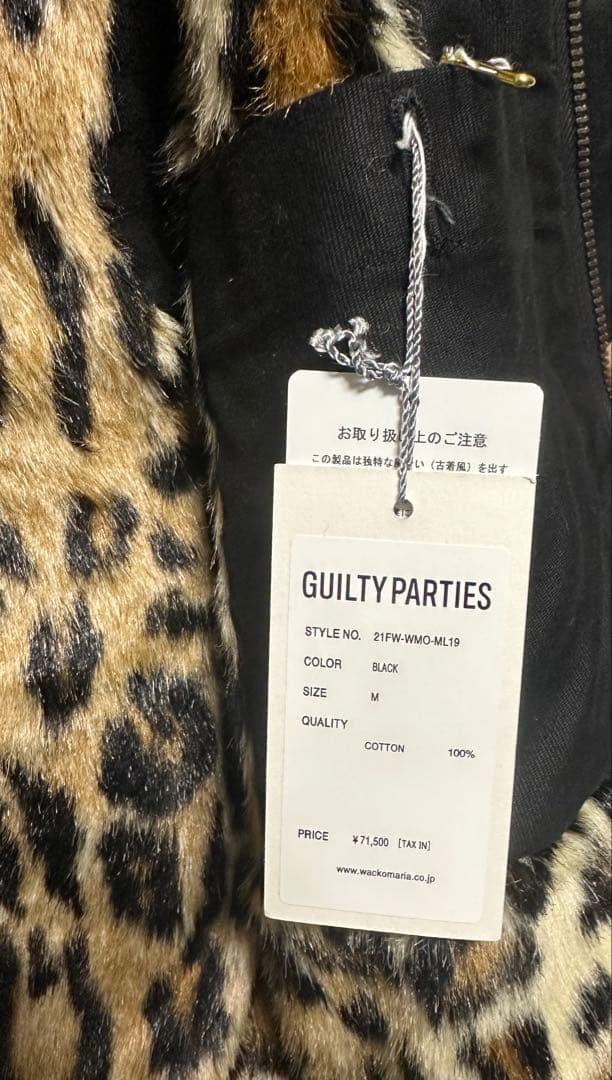 お取り扱い上のご注意
この製品は独特な い（古着風）を出す
GUILTY PARTIES
STYLE NO. 21FW-WMO-ML19
COLOR BLACK
SIZE M
QUALITY
COTTON 100%
PRICE ¥71,500 [TAX IN]
www.wackomaria.co.jp